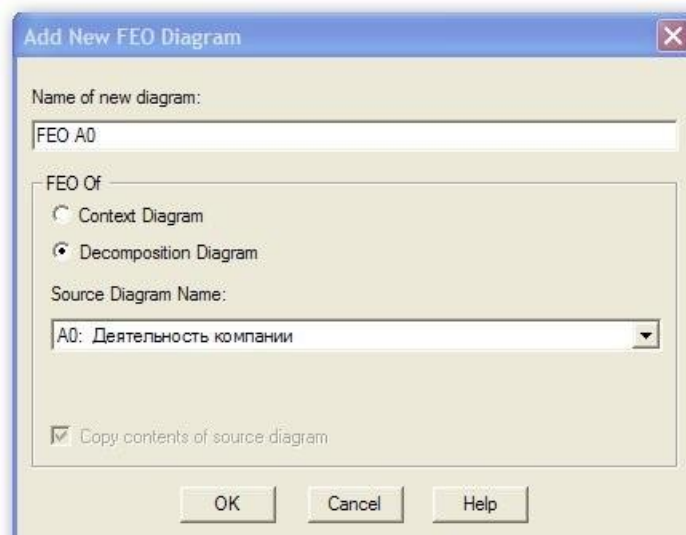 Add New FEO Diagram
Name of new diagram:
FEO A0
FEO Of
Context Diagram
Decomposition Diagram
Source Diagram Name:
A0: Деятельность компании
Copy contents of source diagram
OK Cancel Help